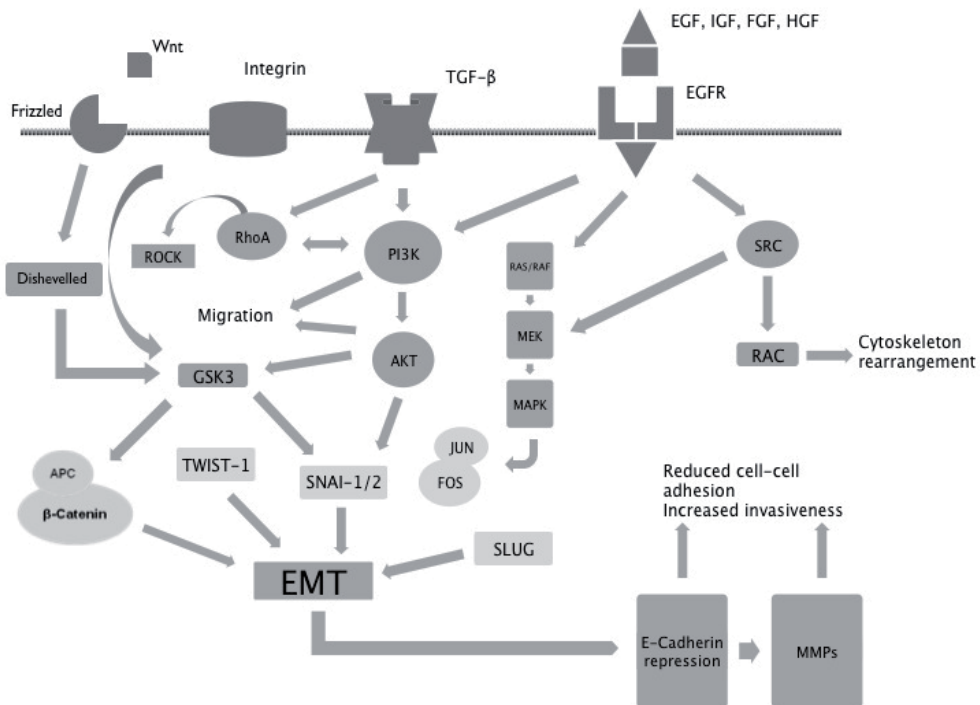 EGF, IGF, FGF, HGF
Wnt
Integrin
TGF-β
EGFR
Frizzled
RhoA
ROCK
PI3K
SRC
RAS/RAF
Dishevelled
Migration
MEK
AKT
RAC
Cytoskeleton
rearrangement
GSK3
MAPK
JUN
APC
TWIST-1
SNAI-1/2
FOS
Reduced cell-cell
adhesion
Increased invasiveness
β-Catenin
SLUG
EMT
E-Cadherin
repression
MMPs